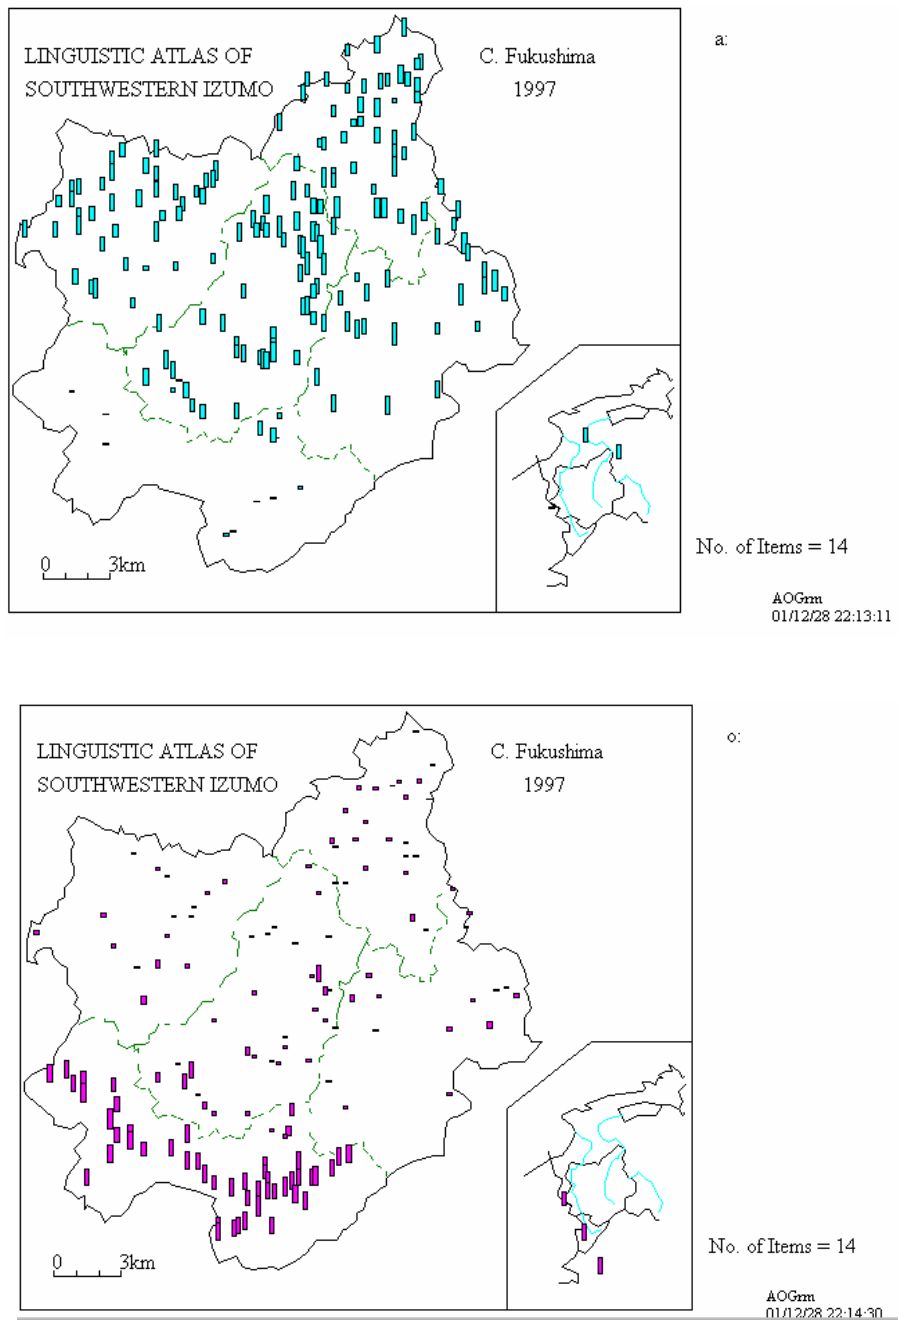 LINGUISTIC ATLAS OF
SOUTHWESTERN IZUMO
C. Fukushima
1997
a:
0 3km
No. of Items = 14
AOGrm
01/12/28 22:13:11
LINGUISTIC ATLAS OF
SOUTHWESTERN IZUMO
C. Fukushima
1997
o:
0 3km
No. of Items = 14
AOGrm
01/12/28 22:14:30